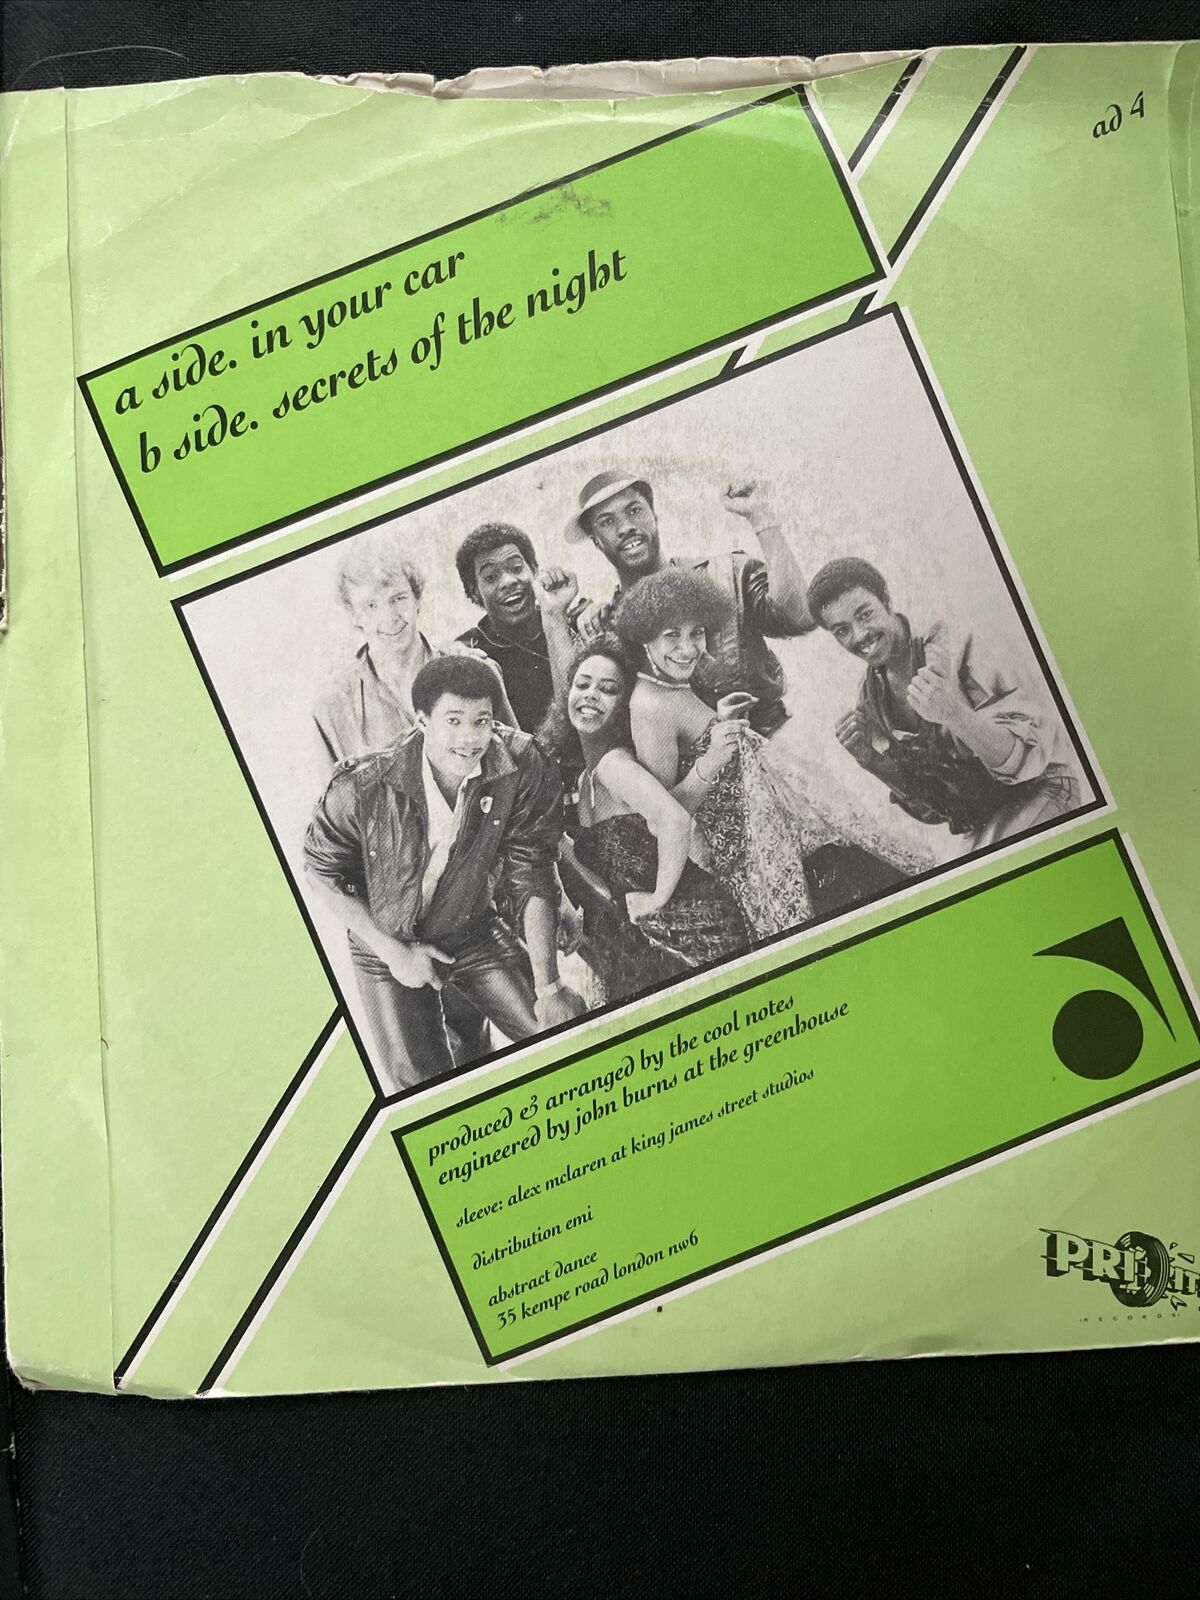 ad 4
a side. in your car
b side. secrets of the night
produced & arranged by the cool notes
engineered by john burns at the greenhouse
sleeve: alex mclaren at king james street studios
distribution emi
abstract dance
35 kempe road london nw6
RECORDS